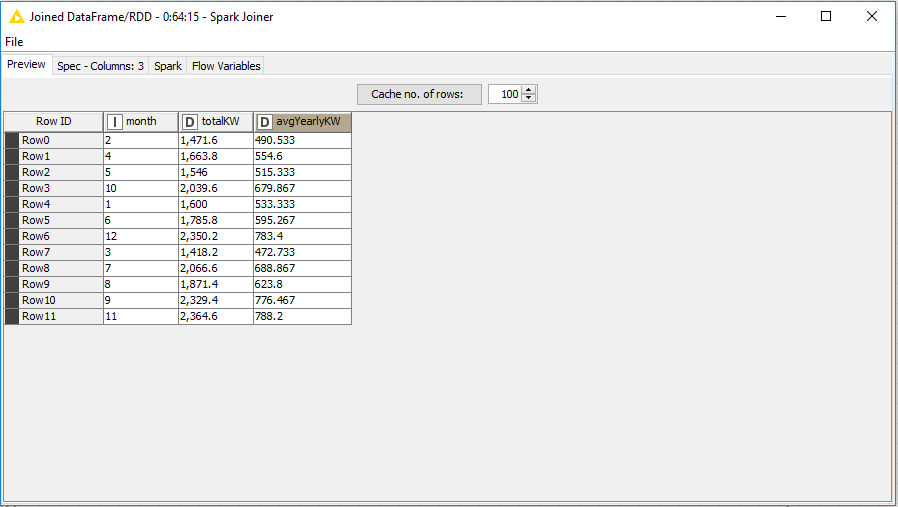 Joined DataFrame/RDD - 0:64:15 - Spark Joiner
File
Preview Spec - Columns: 3 Spark Flow Variables
Cache no. of rows: 100
Row ID I month D totalKW D avgYearlyKW
Row0 2 1,471.6 490.533
Row1 4 1,663.8 554.6
Row2 5 1,546 515.333
Row3 10 2,039.6 679.867
Row4 1 1,600 533.333
Row5 6 1,785.8 595.267
Row6 12 2,350.2 783.4
Row7 3 1,418.2 472.733
Row8 7 2,066.6 688.867
Row9 8 1,871.4 623.8
Row10 9 2,329.4 776.467
Row11 11 2,364.6 788.2